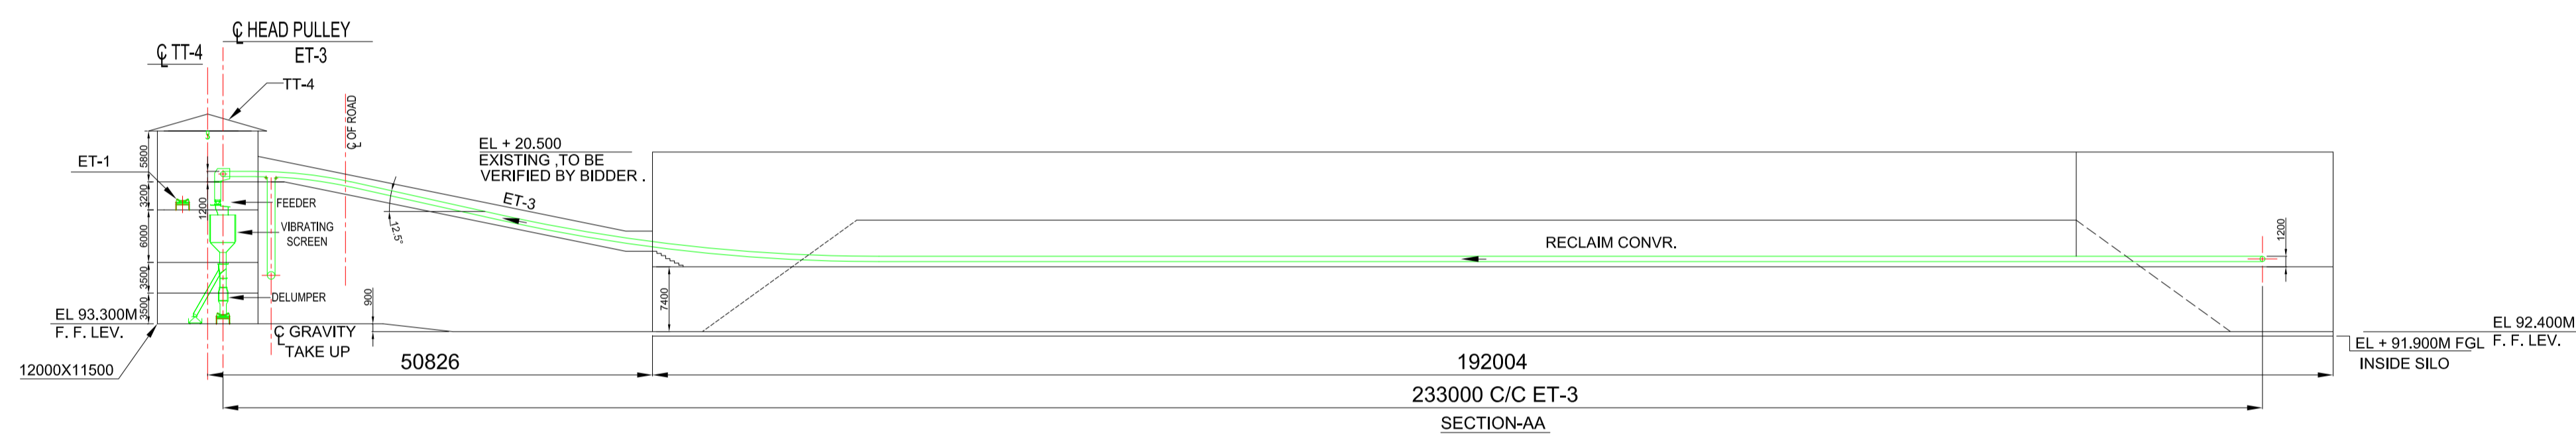 ℄ HEAD PULLEY
ET-3
℄ TT-4
TT-4
℄ OF ROAD
ET-1
5800
3200
6000
3500
3500
1200
FEEDER
VIBRATING
SCREEN
DELUMPER
EL + 20.500
EXISTING ,TO BE
VERIFIED BY BIDDER .
ET-3
12.5°
RECLAIM CONVR.
1200
7400
900
EL 93.300M
F. F. LEV.
℄ GRAVITY
TAKE UP
12000X11500
EL 92.400M
F. F. LEV.
EL + 91.900M FGL
INSIDE SILO
50826
192004
233000 C/C ET-3
SECTION-AA